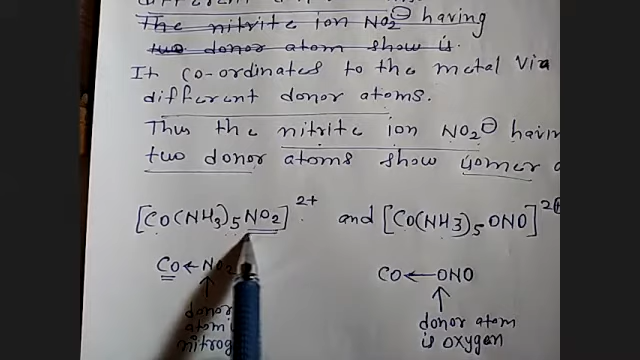 The nitrite ion NO2⊖ having
two donor atom show is
It co-ordinates to the metal Via
different donor atoms.
Thus the nitrite ion NO2⊖ havin
two donor atoms show isomer
[CO(NH3)5NO2]2+ and [CO(NH3)5ONO]2
CO←NO2 CO←ONO
donor donor atom
atom is oxygen
nitrog